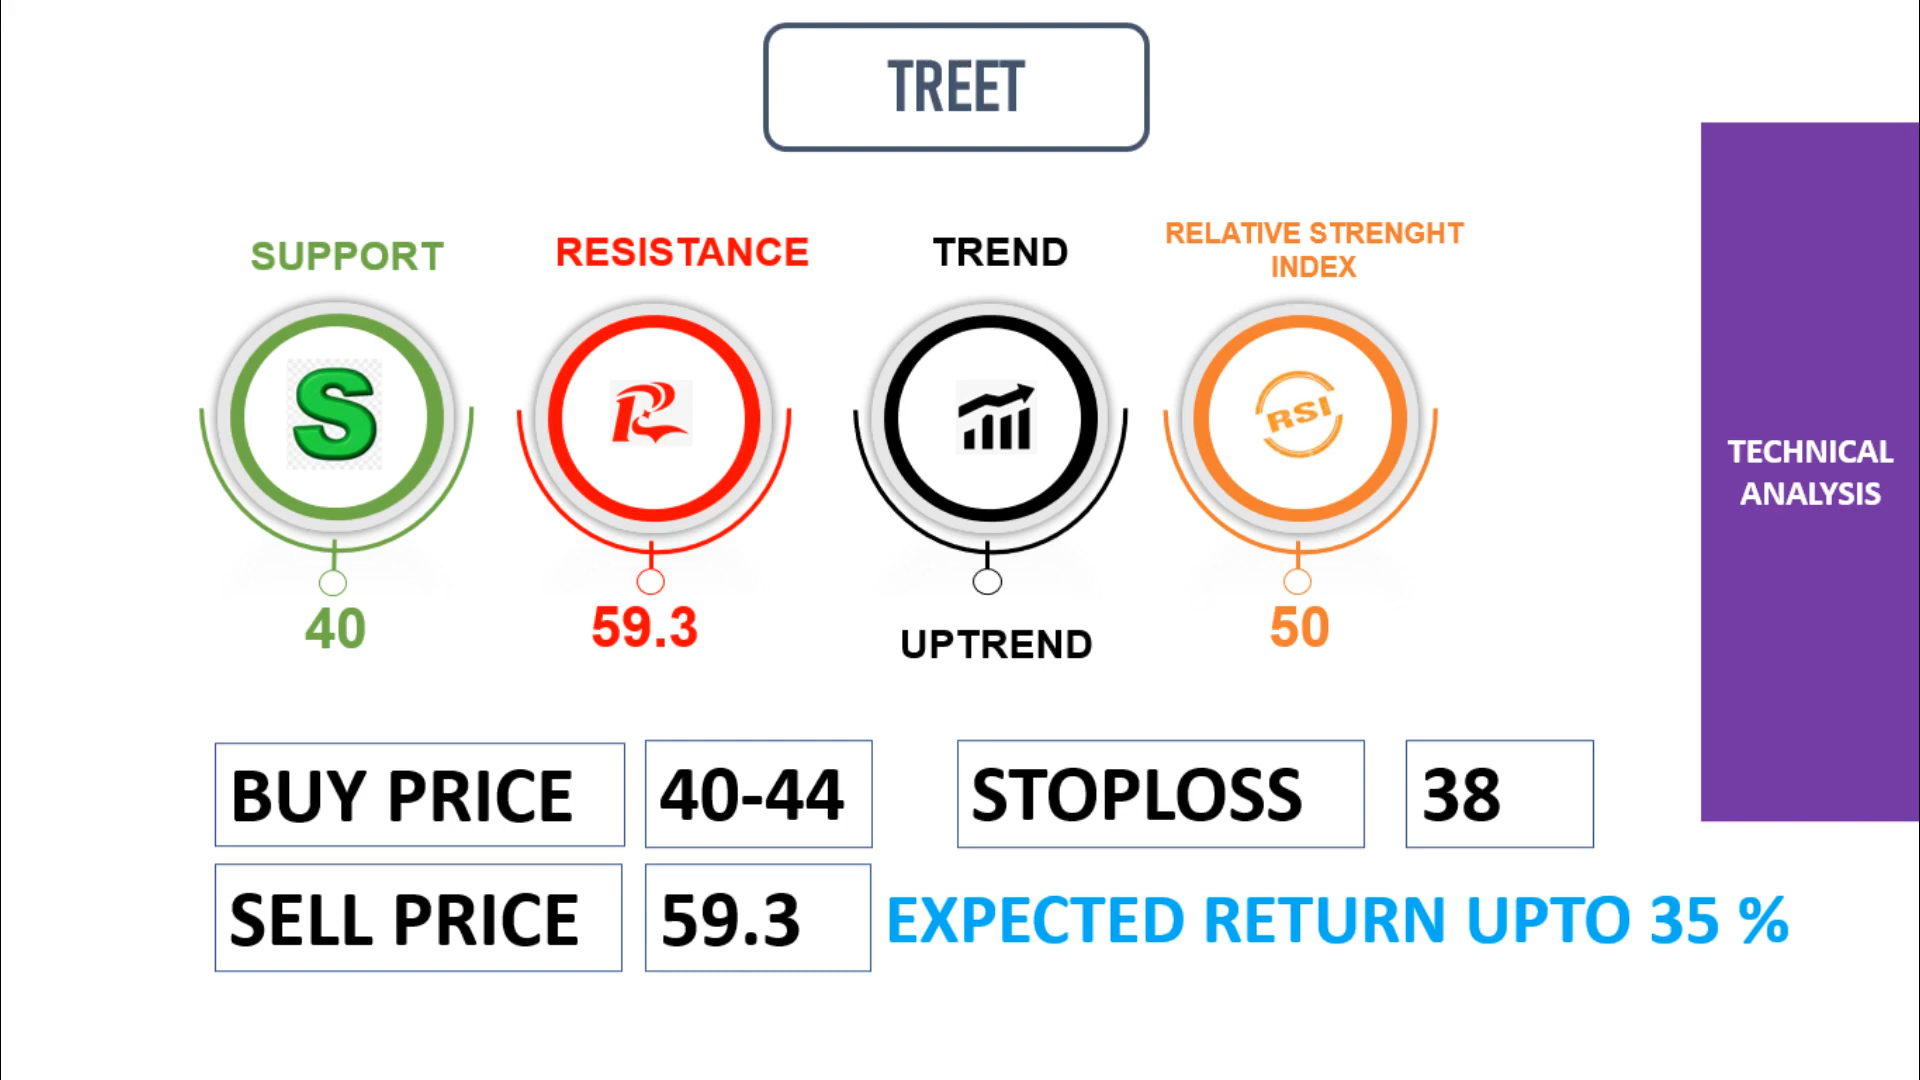 TREET
SUPPORT
RESISTANCE
TREND
RELATIVE STRENGHT
INDEX
S
R
RSI
40
59.3
UPTREND
50
TECHNICAL
ANALYSIS
BUY PRICE
40-44
STOPLOSS
38
SELL PRICE
59.3
EXPECTED RETURN UPTO 35 %